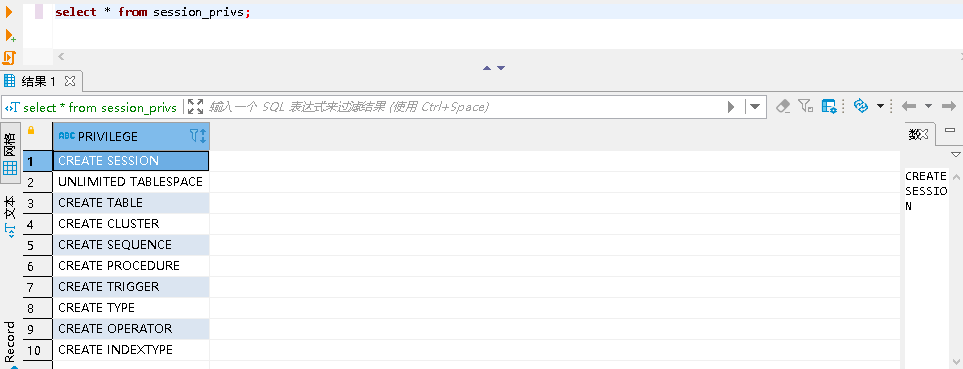 select * from session_privs;
结果 1
select * from session_privs
输入一个 SQL 表达式来过滤结果 (使用 Ctrl+Space)
网格
文本
Record
ABC PRIVILEGE
1 CREATE SESSION
2 UNLIMITED TABLESPACE
3 CREATE TABLE
4 CREATE CLUSTER
5 CREATE SEQUENCE
6 CREATE PROCEDURE
7 CREATE TRIGGER
8 CREATE TYPE
9 CREATE OPERATOR
10 CREATE INDEXTYPE
数
CREATE
SESSIO
N